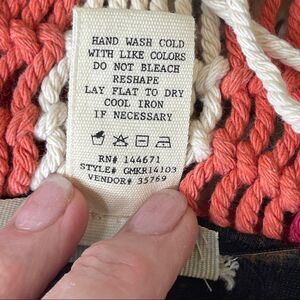 HAND WASH COLD
WITH LIKE COLORS
DO NOT BLEACH
RESHAPE
LAY FLAT TO DRY
COOL IRON
IF NECESSARY
RN# 144671
STYLE# GMKR14103
VENDOR# 35769